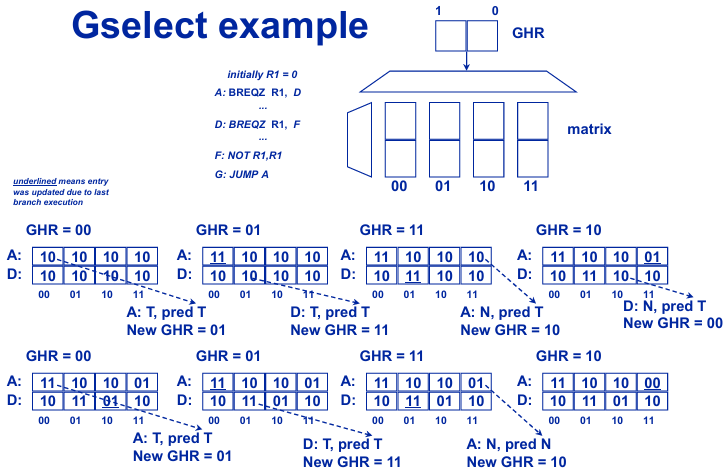 Gselect example
1 0
GHR
initially R1 = 0
A: BREQZ R1, D
...
D: BREQZ R1, F
...
F: NOT R1,R1
G: JUMP A
matrix
00 01 10 11
underlined means entry
was updated due to last
branch execution
GHR = 00
A: 10 10 10 10
D: 10 10 10 10
00 01 10 11
A: T, pred T
New GHR = 01
GHR = 01
A: 11 10 10 10
D: 10 10 10 10
00 01 10 11
D: T, pred T
New GHR = 11
GHR = 11
A: 11 10 10 10
D: 10 11 10 10
00 01 10 11
A: N, pred T
New GHR = 10
GHR = 10
A: 11 10 10 01
D: 10 11 10 10
00 01 10 11
D: N, pred T
New GHR = 00
GHR = 00
A: 11 10 10 01
D: 10 11 01 10
00 01 10 11
A: T, pred T
New GHR = 01
GHR = 01
A: 11 10 10 01
D: 10 11 01 10
00 01 10 11
D: T, pred T
New GHR = 11
GHR = 11
A: 11 10 10 01
D: 10 11 01 10
00 01 10 11
A: N, pred N
New GHR = 10
GHR = 10
A: 11 10 10 00
D: 10 11 01 10
00 01 10 11